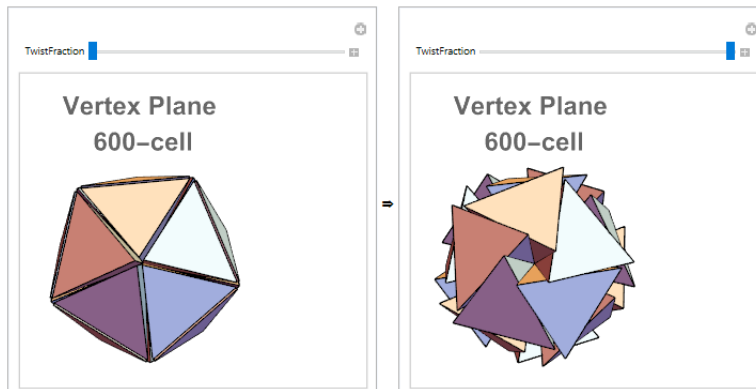 TwistFraction
Vertex Plane
600-cell
TwistFraction
Vertex Plane
600-cell